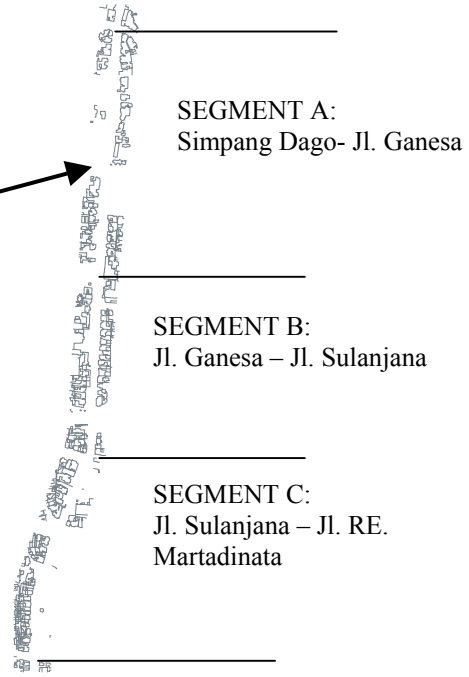 SEGMENT A:
Simpang Dago- Jl. Ganesa
SEGMENT B:
Jl. Ganesa – Jl. Sulanjana
SEGMENT C:
Jl. Sulanjana – Jl. RE.
Martadinata